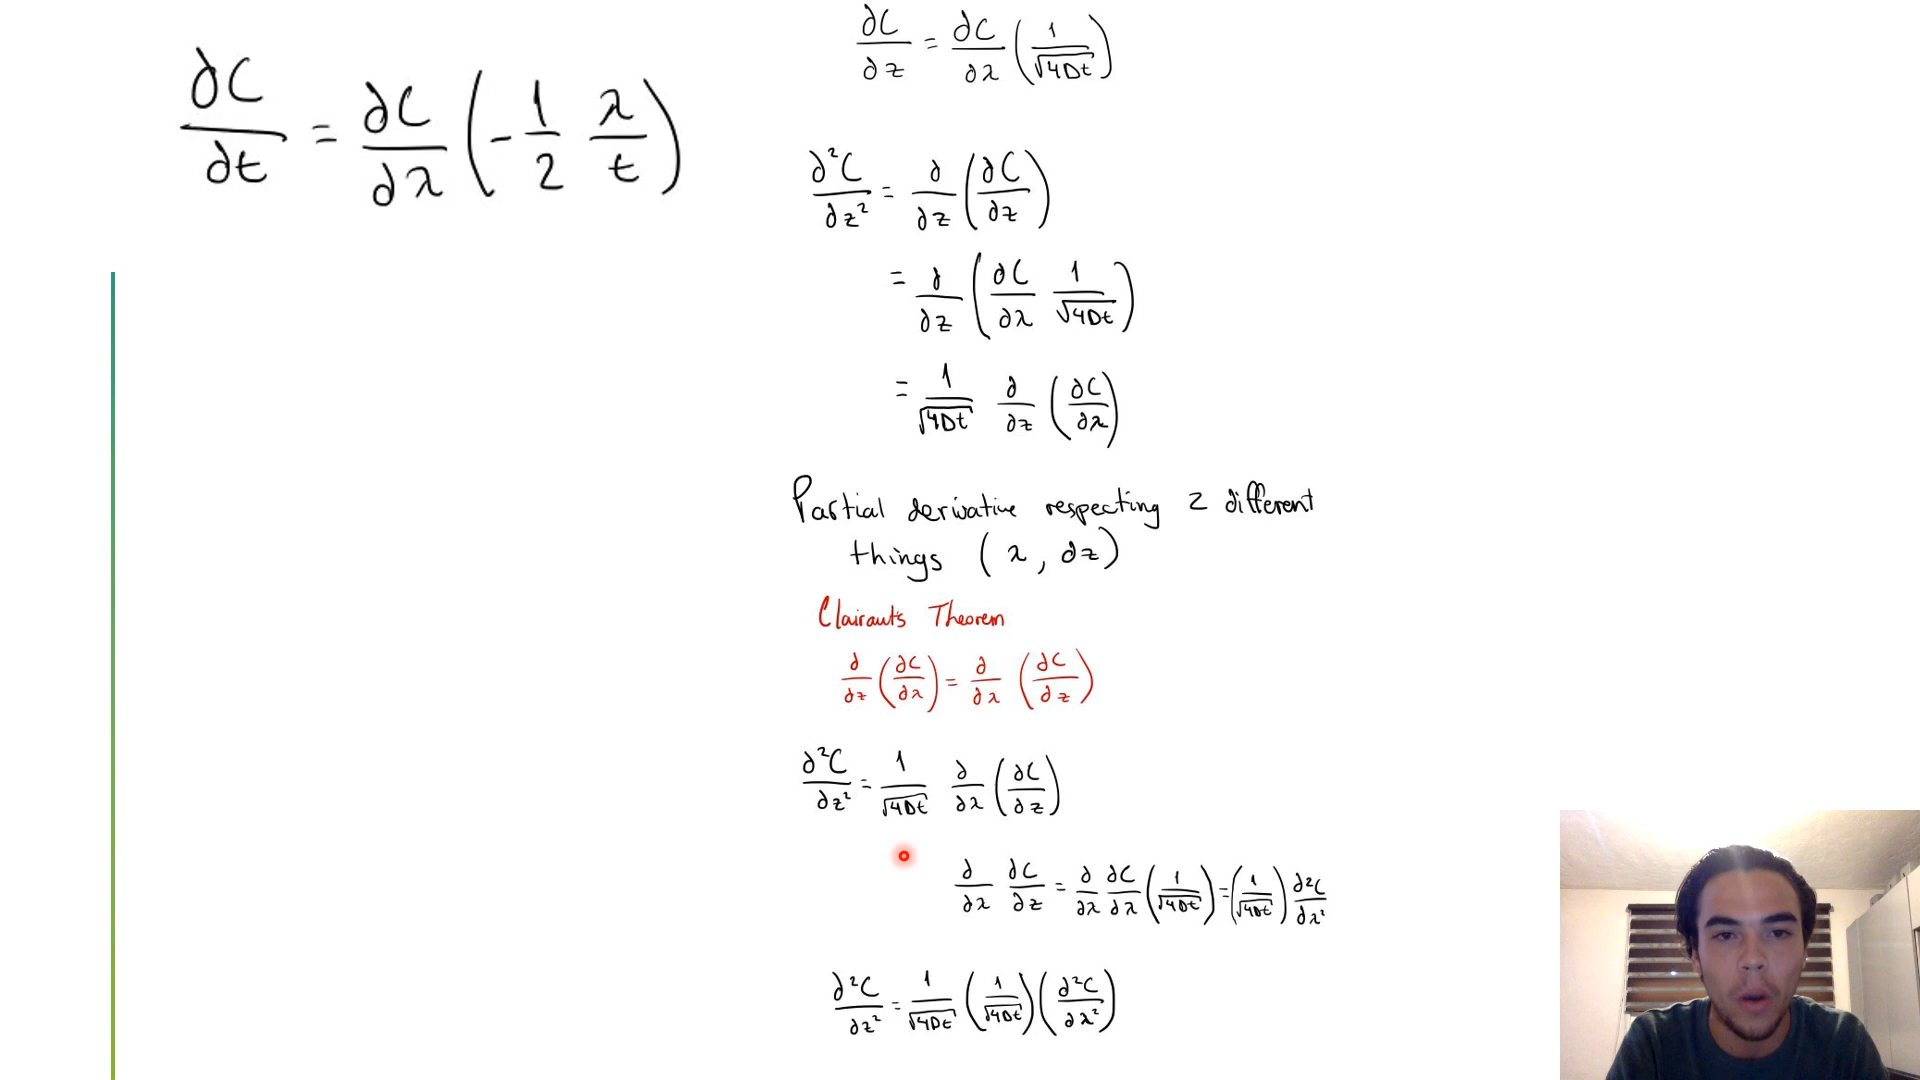 ∂C/∂t = ∂C/∂λ (- 1/2 λ/t)
∂C/∂z = ∂C/∂λ (1/√4Dt)
∂²C/∂z² = ∂/∂z (∂C/∂z)
= ∂/∂z (∂C/∂λ 1/√4Dt)
= 1/√4Dt ∂/∂z (∂C/∂λ)
Partial derivative respecting 2 different
things (λ, ∂z)
Clairauts Theorem
∂/∂z (∂C/∂λ) = ∂/∂λ (∂C/∂z)
∂²C/∂z² = 1/√4Dt ∂/∂λ (∂C/∂z)
∂/∂λ ∂C/∂z = ∂/∂λ ∂C/∂λ (1/√4Dt) = (1/√4Dt) ∂²C/∂λ²
∂²C/∂z² = 1/√4Dt (1/√4Dt) (∂²C/∂λ²)